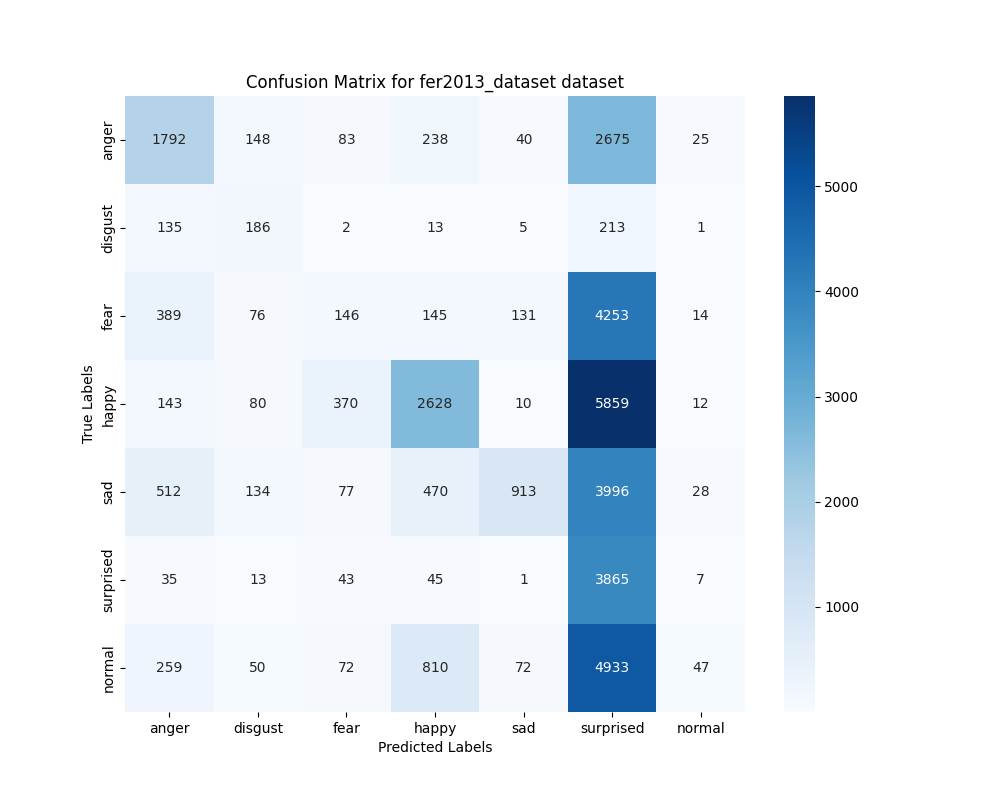 Confusion Matrix for fer2013_dataset dataset
True Labels
anger 1792 148 83 238 40 2675 25
disgust 135 186 2 13 5 213 1
fear 389 76 146 145 131 4253 14
happy 143 80 370 2628 10 5859 12
sad 512 134 77 470 913 3996 28
surprised 35 13 43 45 1 3865 7
normal 259 50 72 810 72 4933 47
anger disgust fear happy sad surprised normal
Predicted Labels
5000
4000
3000
2000
1000